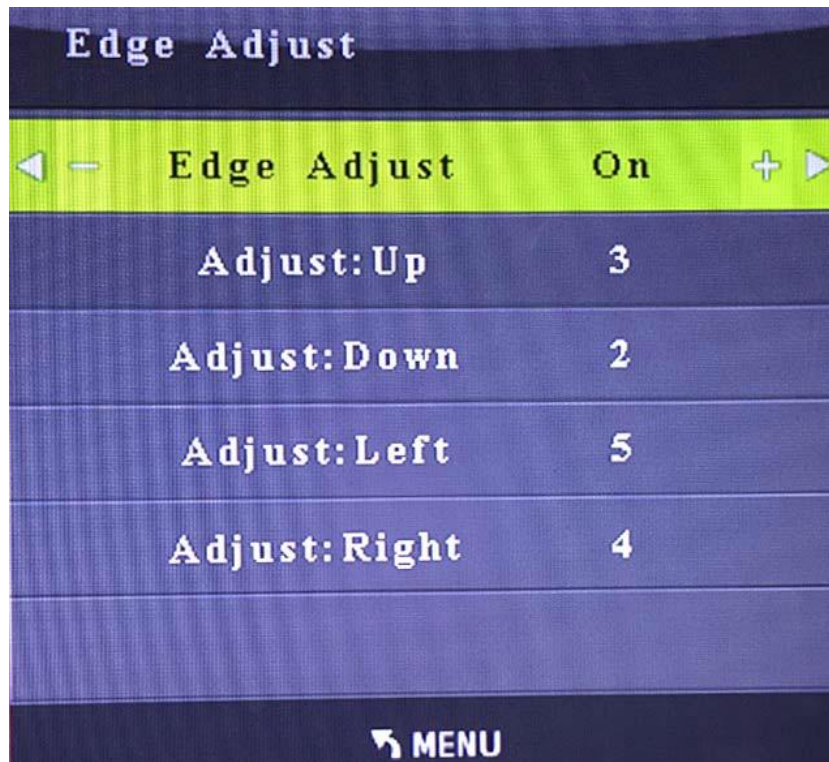 Edge Adjust
Edge Adjust On
Adjust:Up 3
Adjust:Down 2
Adjust:Left 5
Adjust:Right 4
MENU